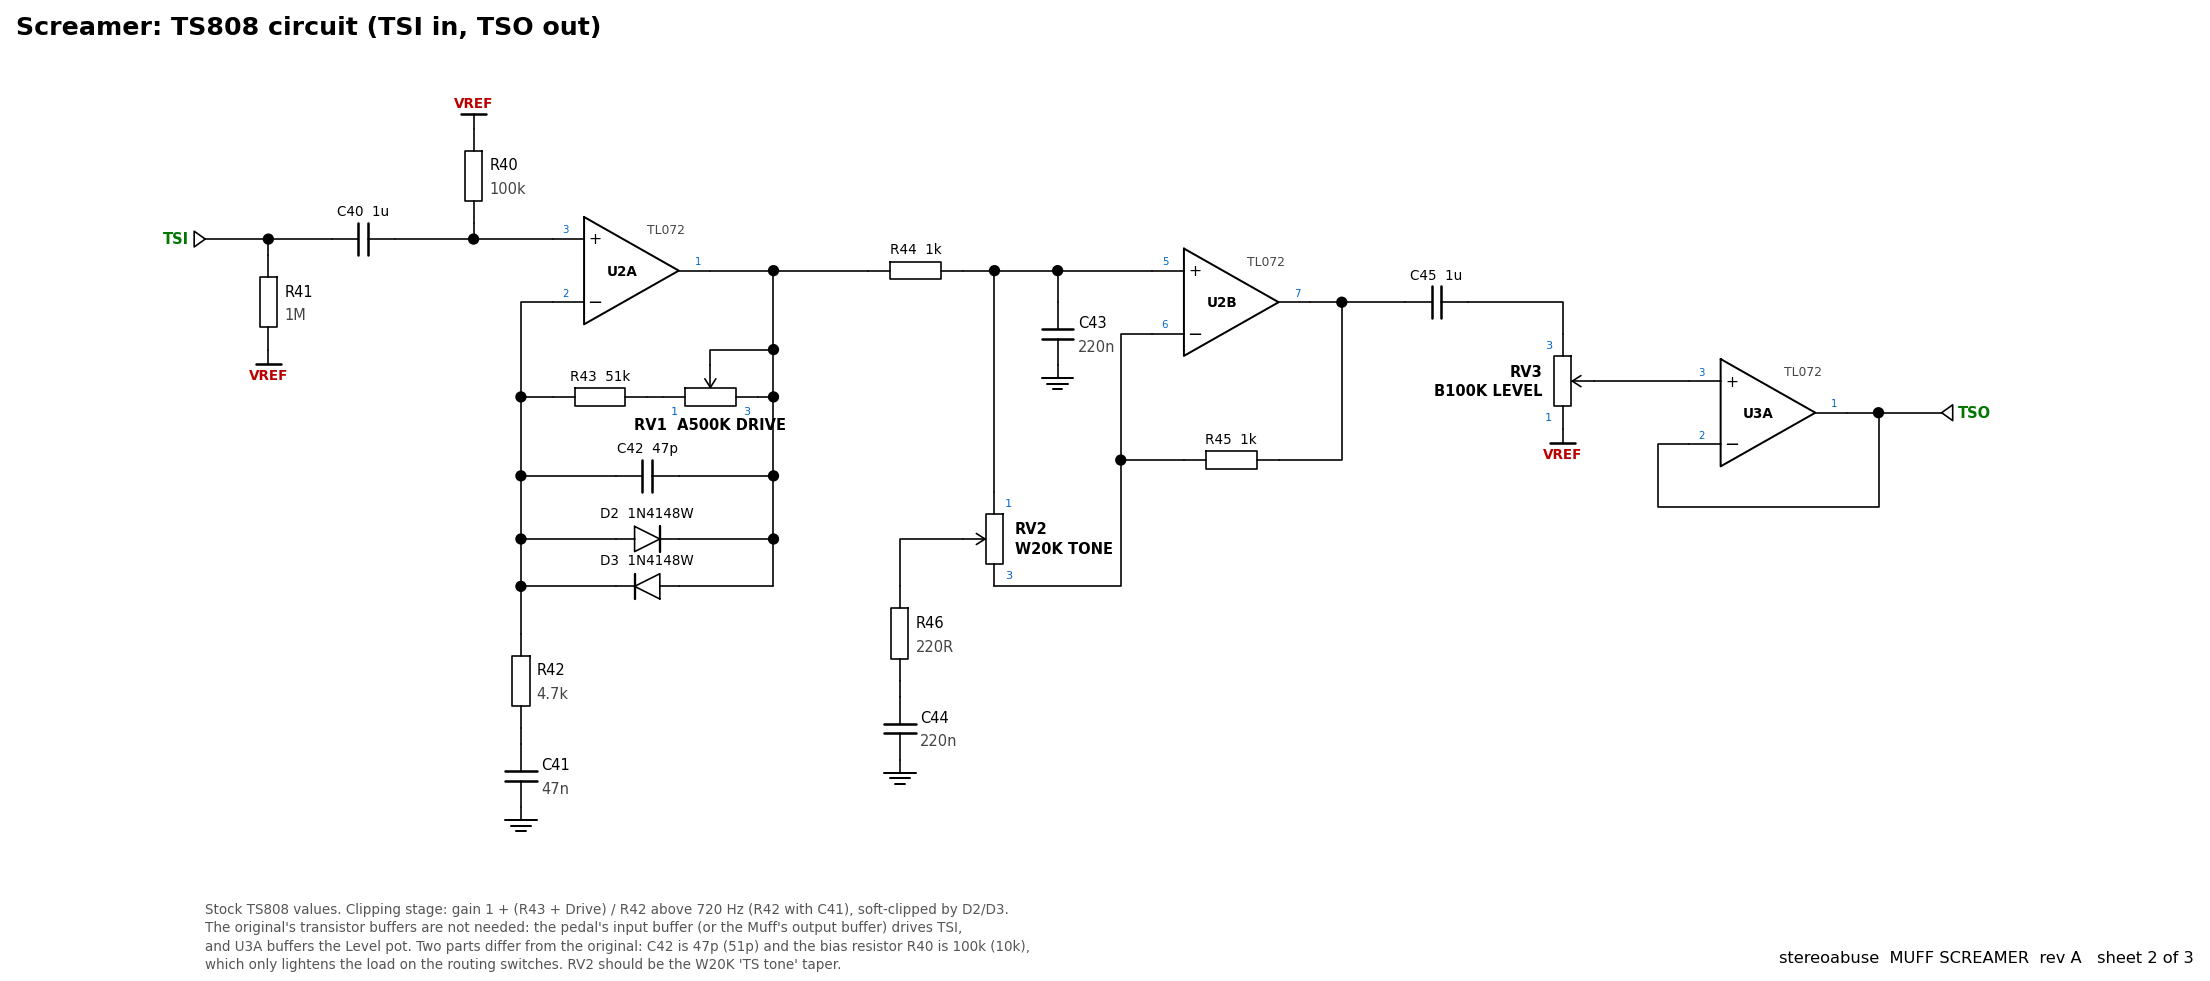 Screamer: TS808 circuit (TSI in, TSO out)
VREF
R40
100k
C40 1u
TSI
R41
1M
VREF
3
+
TL072
U2A
1
2
−
R44 1k
R43 51k
1
3
RV1 A500K DRIVE
C42 47p
D2 1N4148W
D3 1N4148W
R42
4.7k
C41
47n
C43
220n
5
+
TL072
U2B
7
6
−
R45 1k
1
RV2
W20K TONE
3
R46
220R
C44
220n
C45 1u
3
RV3
B100K LEVEL
1
VREF
3
+
TL072
U3A
1
2
−
TSO
Stock TS808 values. Clipping stage: gain 1 + (R43 + Drive) / R42 above 720 Hz (R42 with C41), soft-clipped by D2/D3.
The original's transistor buffers are not needed: the pedal's input buffer (or the Muff's output buffer) drives TSI,
and U3A buffers the Level pot. Two parts differ from the original: C42 is 47p (51p) and the bias resistor R40 is 100k (10k),
which only lightens the load on the routing switches. RV2 should be the W20K 'TS tone' taper.
stereoabuse MUFF SCREAMER rev A sheet 2 of 3